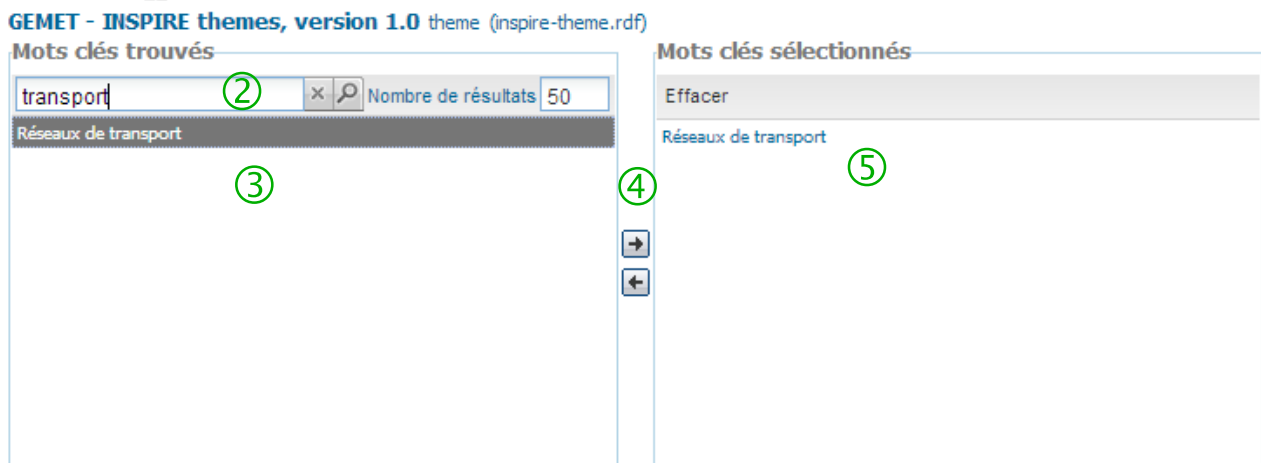 GEMET - INSPIRE themes, version 1.0 theme (inspire-theme.rdf)
Mots clés trouvés
transport ② × Nombre de résultats 50
Réseaux de transport
③
④
Mots clés sélectionnés
Effacer
Réseaux de transport
⑤